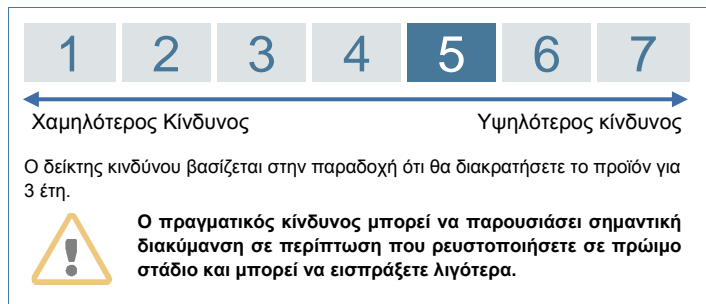 1 2 3 4 5 6 7
Χαμηλότερος Κίνδυνος Υψηλότερος κίνδυνος
Ο δείκτης κινδύνου βασίζεται στην παραδοχή ότι θα διακρατήσετε το προϊόν για
3 έτη.
Ο πραγματικός κίνδυνος μπορεί να παρουσιάσει σημαντική
διακύμανση σε περίπτωση που ρευστοποιήσετε σε πρώιμο
στάδιο και μπορεί να εισπράξετε λιγότερα.